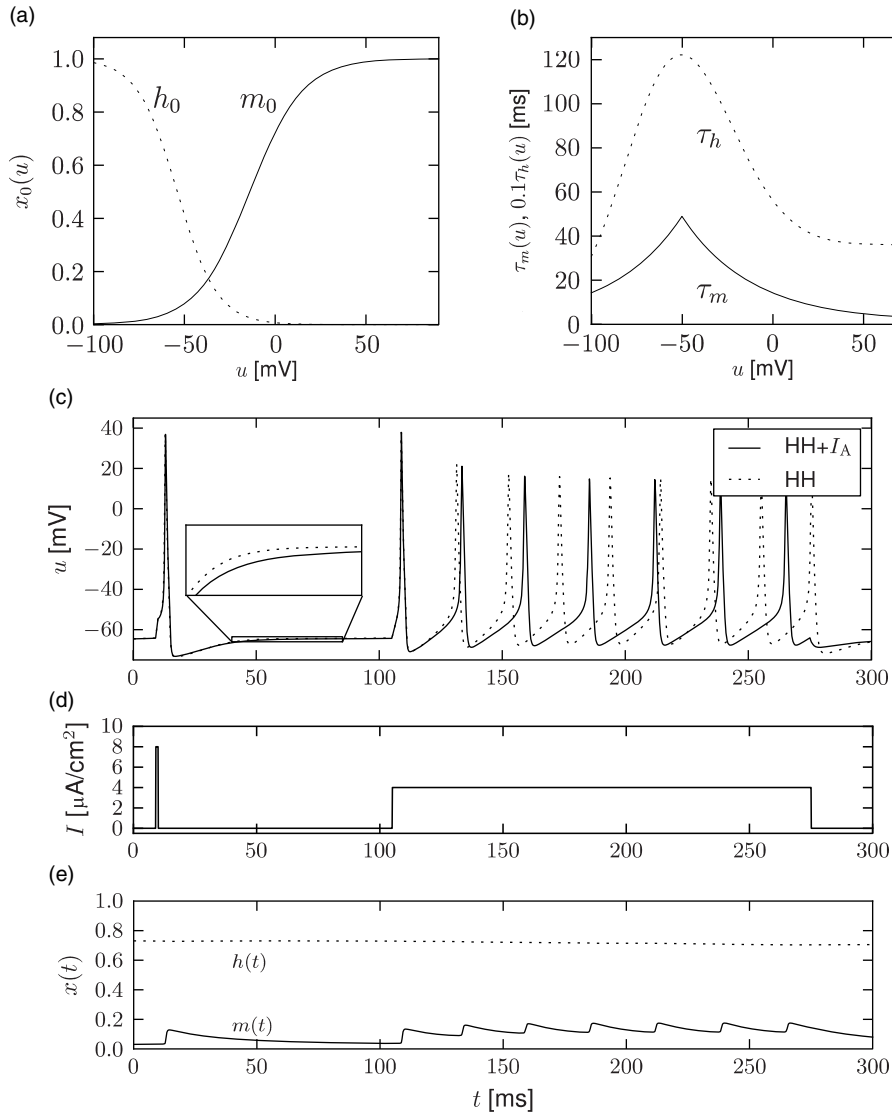 (a)
1.0
0.8
0.6
0.4
0.2
0.0
x₀(u)
h₀
m₀
−100
−50
0
50
u [mV]
(b)
120
100
80
60
40
20
0
τₘ(u), 0.1τₕ(u) [ms]
τₕ
τₘ
−100
−50
0
50
u [mV]
(c)
40
20
0
−20
−40
−60
u [mV]
HH+I_A
HH
0
50
100
150
200
250
300
(d)
10
8
6
4
2
0
I [μA/cm²]
0
50
100
150
200
250
300
(e)
1.0
0.8
0.6
0.4
0.2
0.0
x(t)
h(t)
m(t)
0
50
100
150
200
250
300
t [ms]